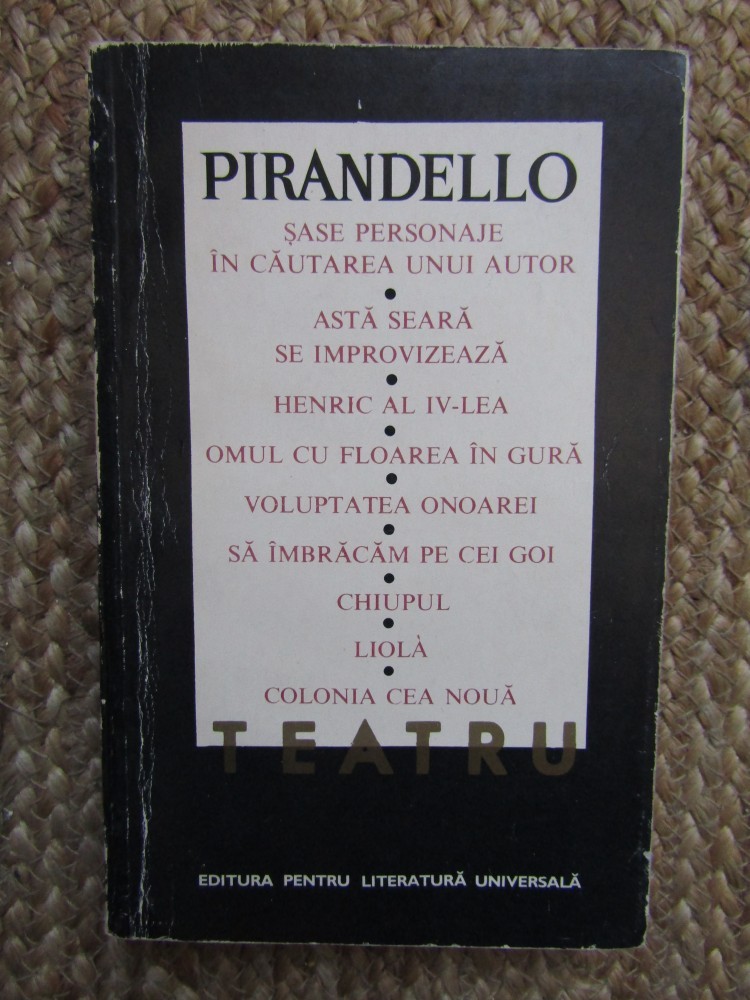 PIRANDELLO
ȘASE PERSONAJE
ÎN CĂUTAREA UNUI AUTOR
ASTĂ SEARĂ
SE IMPROVIZEAZĂ
HENRIC AL IV-LEA
OMUL CU FLOAREA ÎN GURĂ
VOLUPTATEA ONOAREI
SĂ ÎMBRĂCĂM PE CEI GOI
CHIUPUL
LIOLÀ
COLONIA CEA NOUĂ
TEATRU
EDITURA PENTRU LITERATURĂ UNIVERSALĂ